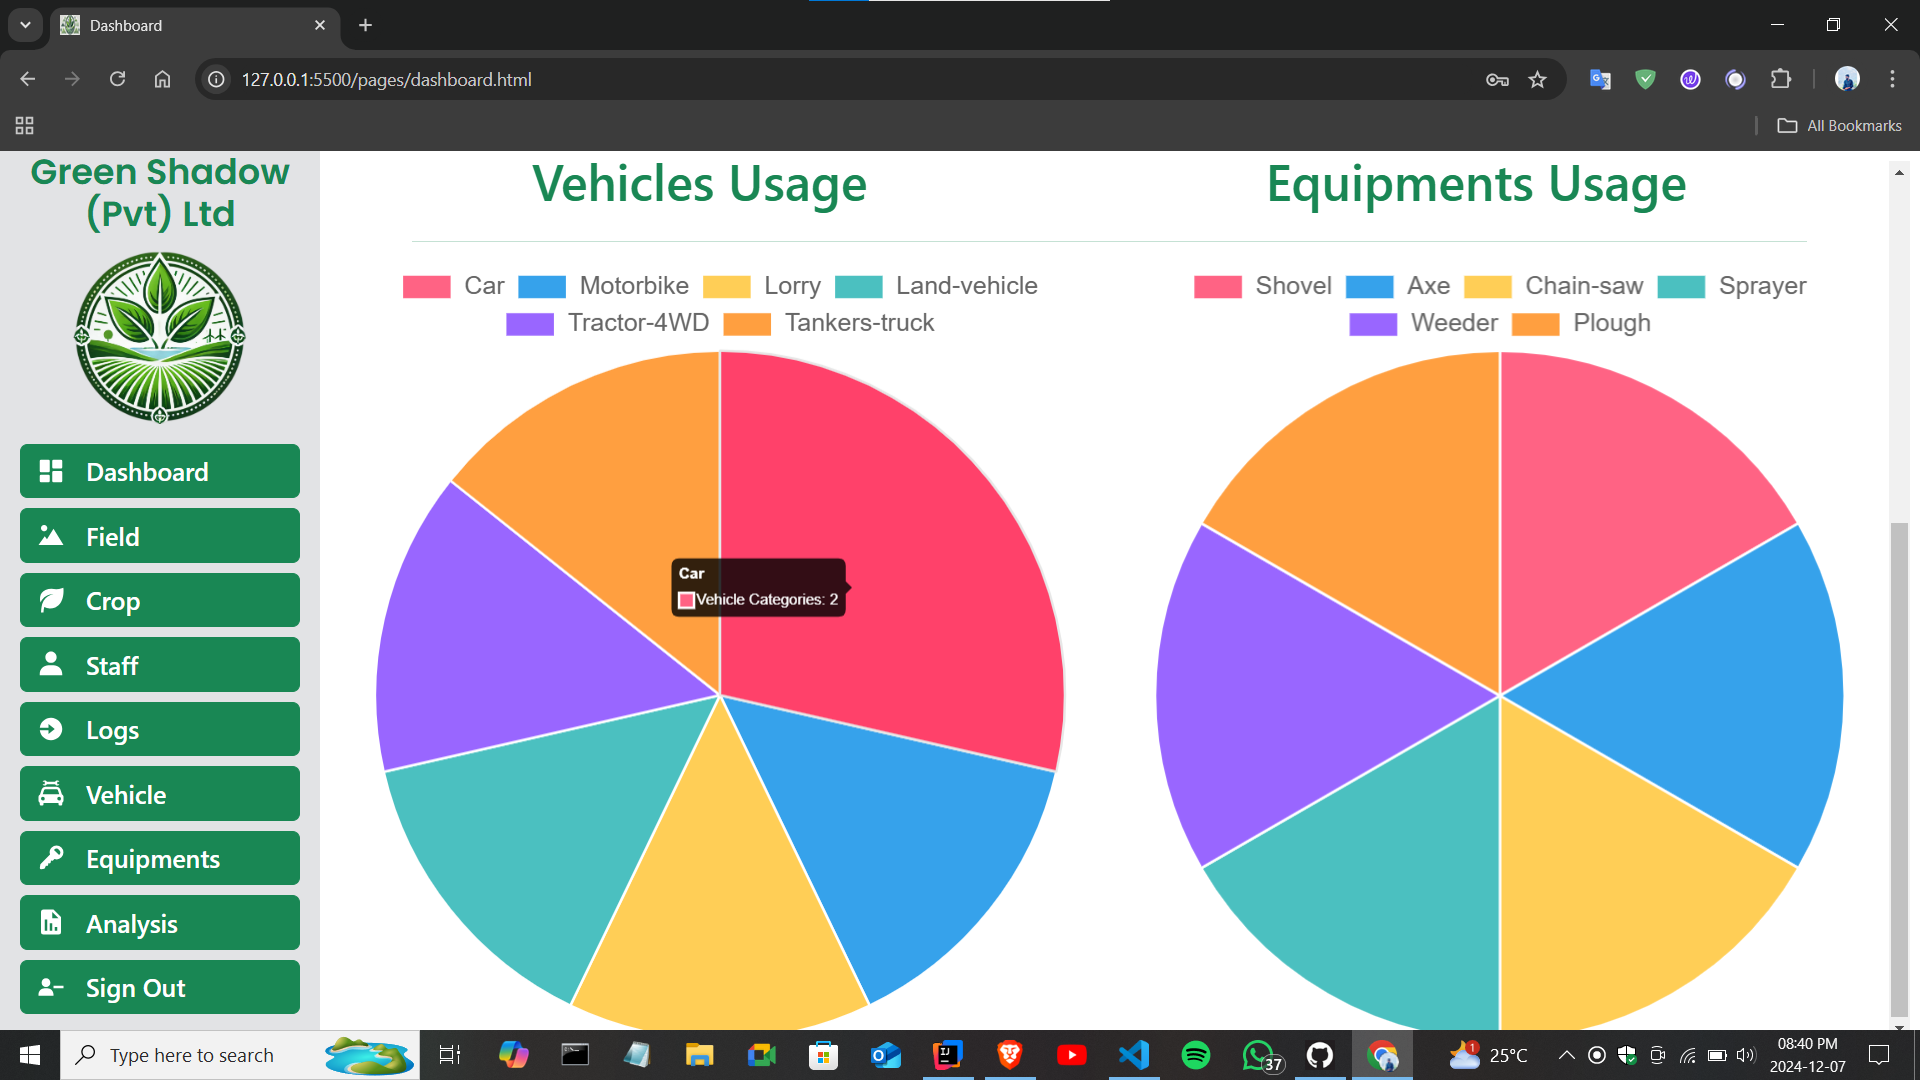 Dashboard
127.0.0.1:5500/pages/dashboard.html
All Bookmarks
Green Shadow
(Pvt) Ltd
Dashboard
Field
Crop
Staff
Logs
Vehicle
Equipments
Analysis
Sign Out
Vehicles Usage
Car Motorbike Lorry Land-vehicle
Tractor-4WD Tankers-truck
Car
Vehicle Categories: 2
Equipments Usage
Shovel Axe Chain-saw Sprayer
Weeder Plough
Type here to search
37
1
25°C
08:40 PM
2024-12-07